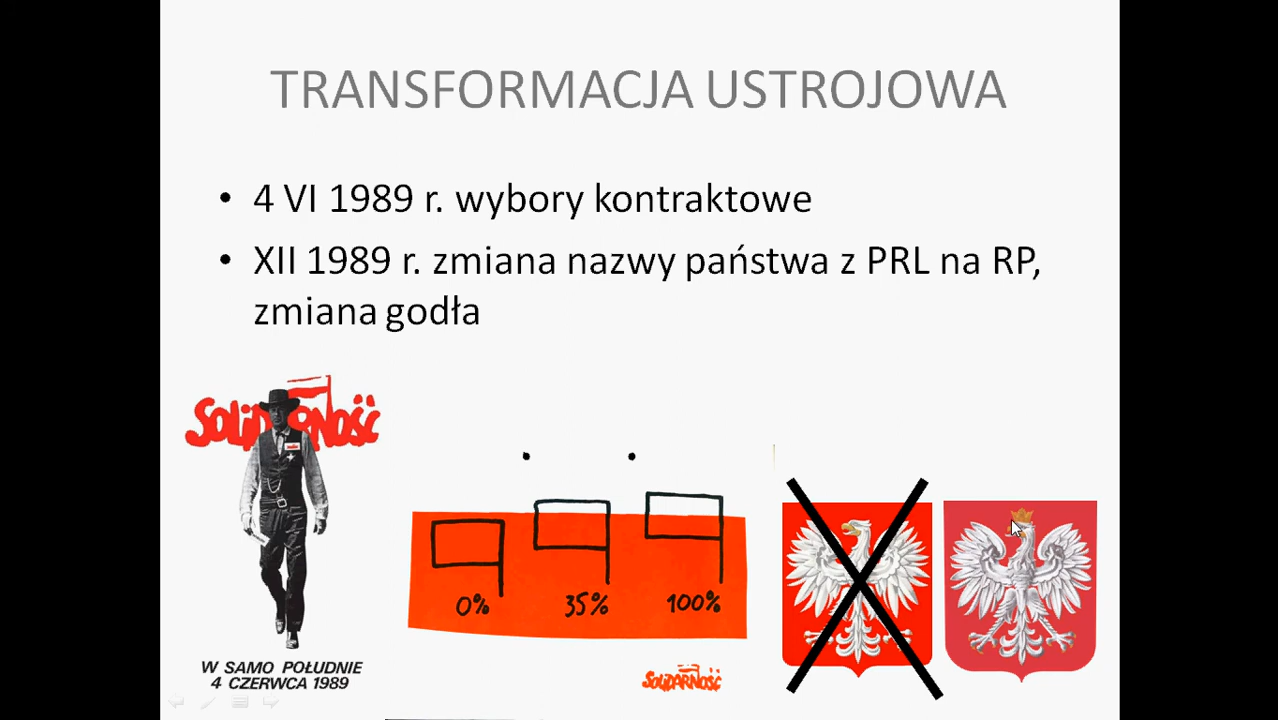 TRANSFORMACJA USTROJOWA
• 4 VI 1989 r. wybory kontraktowe
• XII 1989 r. zmiana nazwy państwa z PRL na RP,
zmiana godła
SOLIDARNOŚĆ
W SAMO POŁUDNIE
4 CZERWCA 1989
0% 35% 100%
SOLIDARNOŚĆ